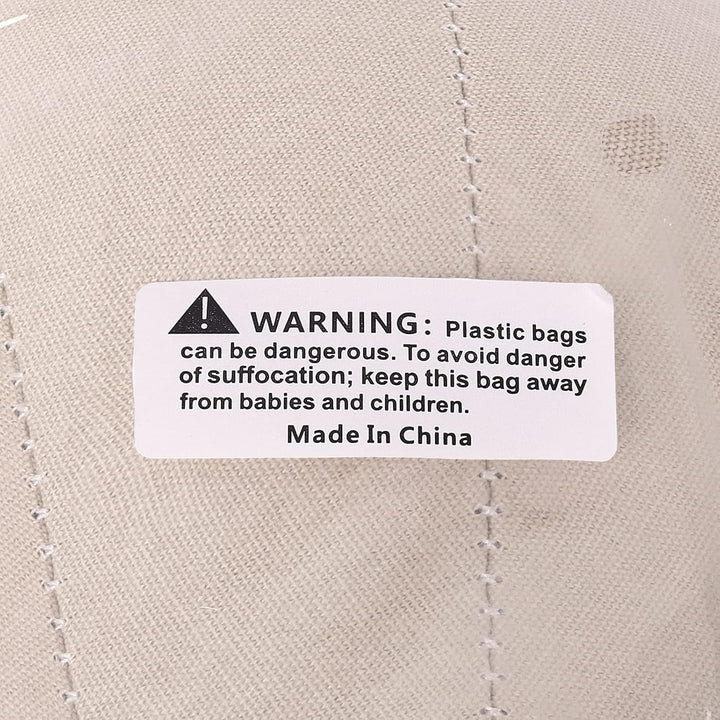 WARNING: Plastic bags
can be dangerous. To avoid danger
of suffocation; keep this bag away
from babies and children.
Made In China